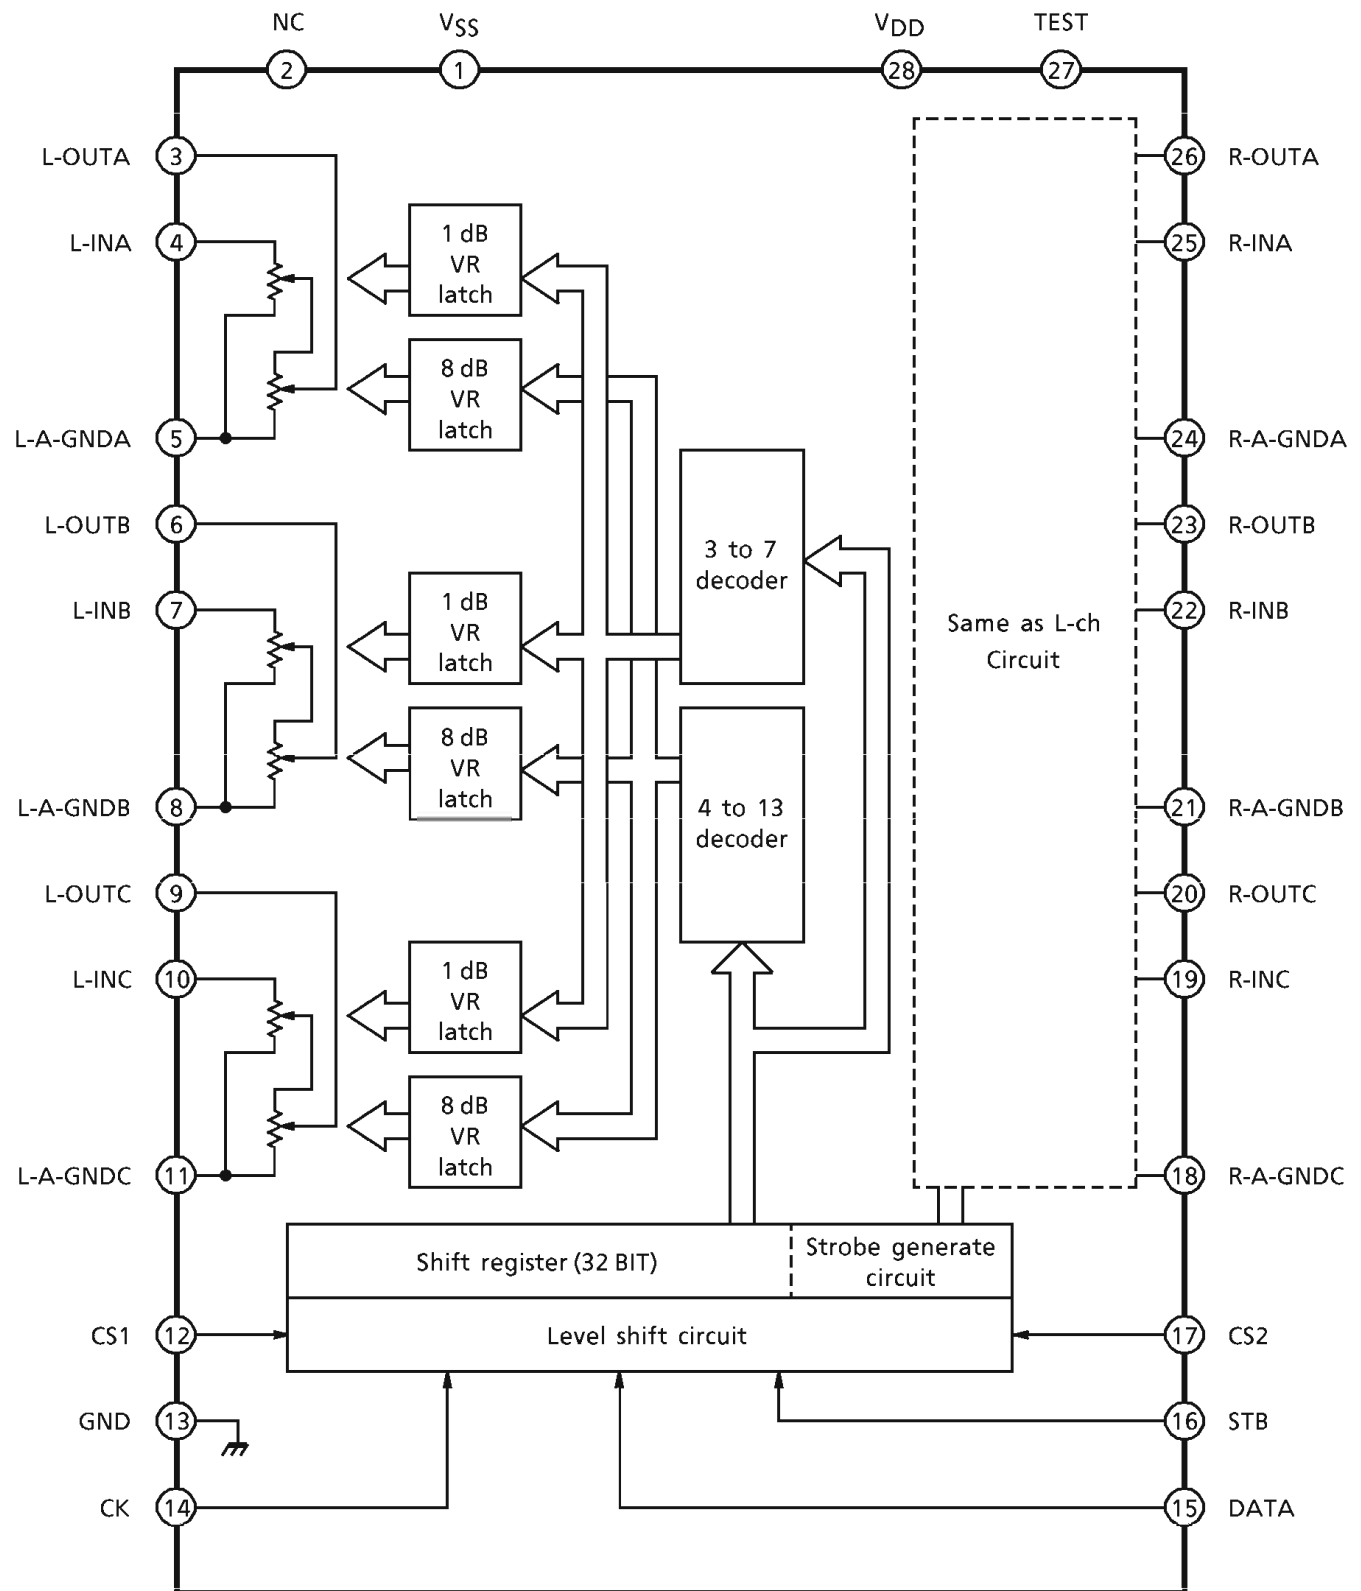 NC
VSS
VDD
TEST
2
1
28
27
L-OUTA
3
26
R-OUTA
L-INA
4
25
R-INA
1 dB
VR
latch
8 dB
VR
latch
L-A-GNDA
5
24
R-A-GNDA
L-OUTB
6
23
R-OUTB
3 to 7
decoder
L-INB
7
22
R-INB
1 dB
VR
latch
Same as L-ch
Circuit
8 dB
VR
latch
L-A-GNDB
8
21
R-A-GNDB
4 to 13
decoder
L-OUTC
9
20
R-OUTC
L-INC
10
19
R-INC
1 dB
VR
latch
8 dB
VR
latch
L-A-GNDC
11
18
R-A-GNDC
Shift register (32 BIT)
Strobe generate
circuit
CS1
12
Level shift circuit
17
CS2
GND
13
16
STB
CK
14
15
DATA